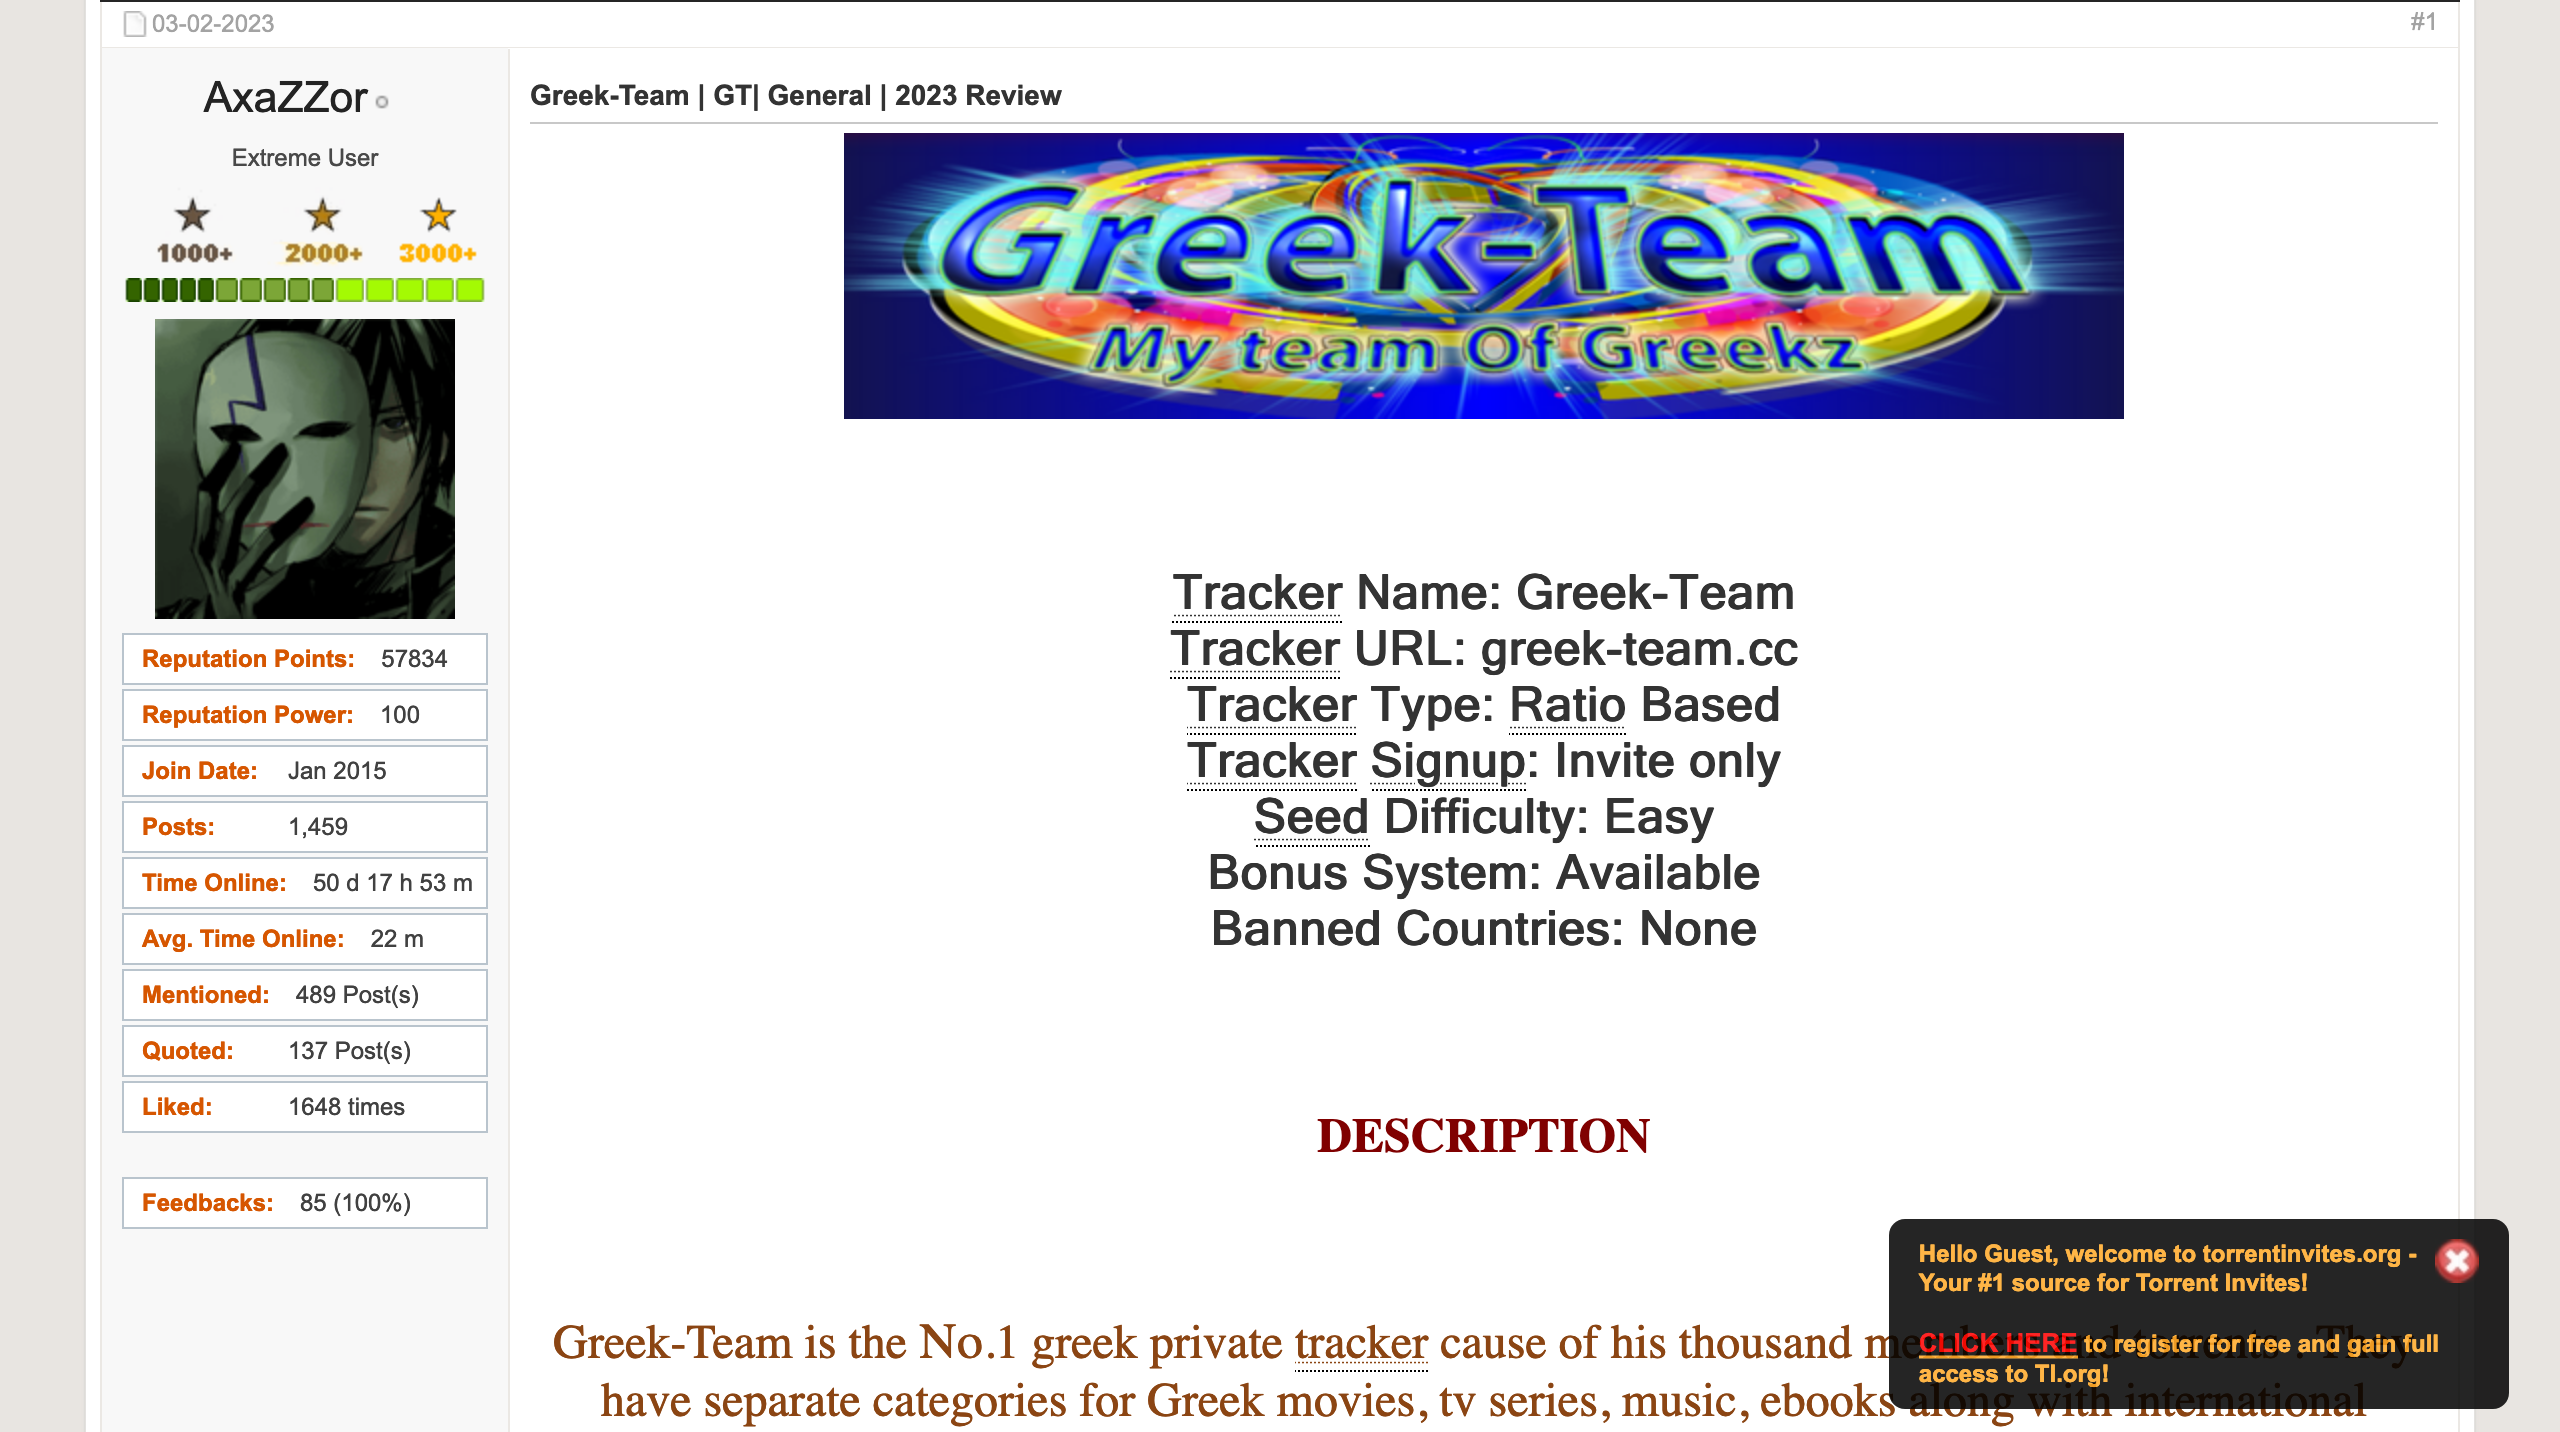 03-02-2023
#1
AxaZZor
Extreme User
1000+ 2000+ 3000+
Reputation Points: 57834
Reputation Power: 100
Join Date: Jan 2015
Posts: 1,459
Time Online: 50 d 17 h 53 m
Avg. Time Online: 22 m
Mentioned: 489 Post(s)
Quoted: 137 Post(s)
Liked: 1648 times
Feedbacks: 85 (100%)
Greek-Team | GT| General | 2023 Review
Greek-Team
My team Of Greekz
Tracker Name: Greek-Team
Tracker URL: greek-team.cc
Tracker Type: Ratio Based
Tracker Signup: Invite only
Seed Difficulty: Easy
Bonus System: Available
Banned Countries: None
DESCRIPTION
Greek-Team is the No.1 greek private tracker cause of his thousand members and torrents . They
have separate categories for Greek movies, tv series, music, ebooks along with international
Hello Guest, welcome to torrentinvites.org -
Your #1 source for Torrent Invites!
CLICK HERE to register for free and gain full
access to TI.org!